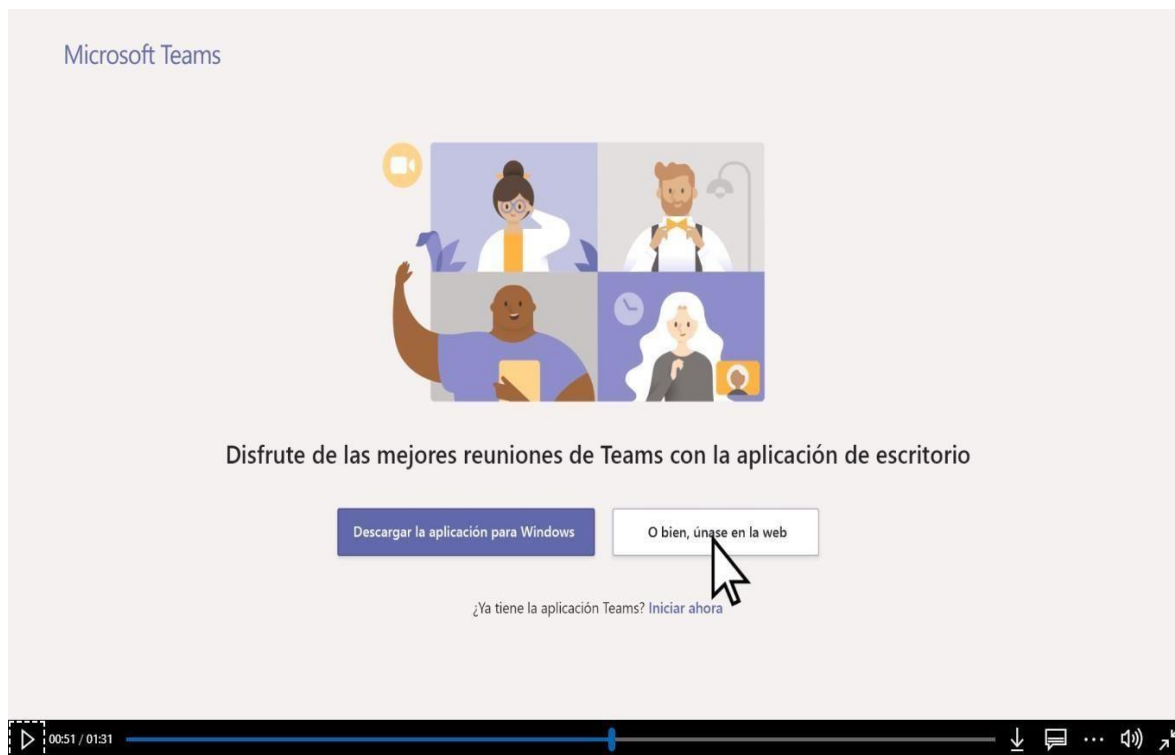 Microsoft Teams
Disfrute de las mejores reuniones de Teams con la aplicación de escritorio
Descargar la aplicación para Windows
O bien, únase en la web
¿Ya tiene la aplicación Teams? Iniciar ahora
00:51 / 01:31